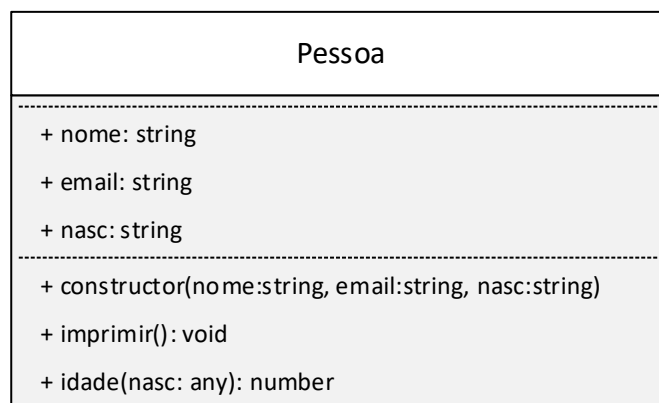 Pessoa
+ nome: string
+ email: string
+ nasc: string
+ constructor(nome:string, email:string, nasc:string)
+ imprimir(): void
+ idade(nasc: any): number